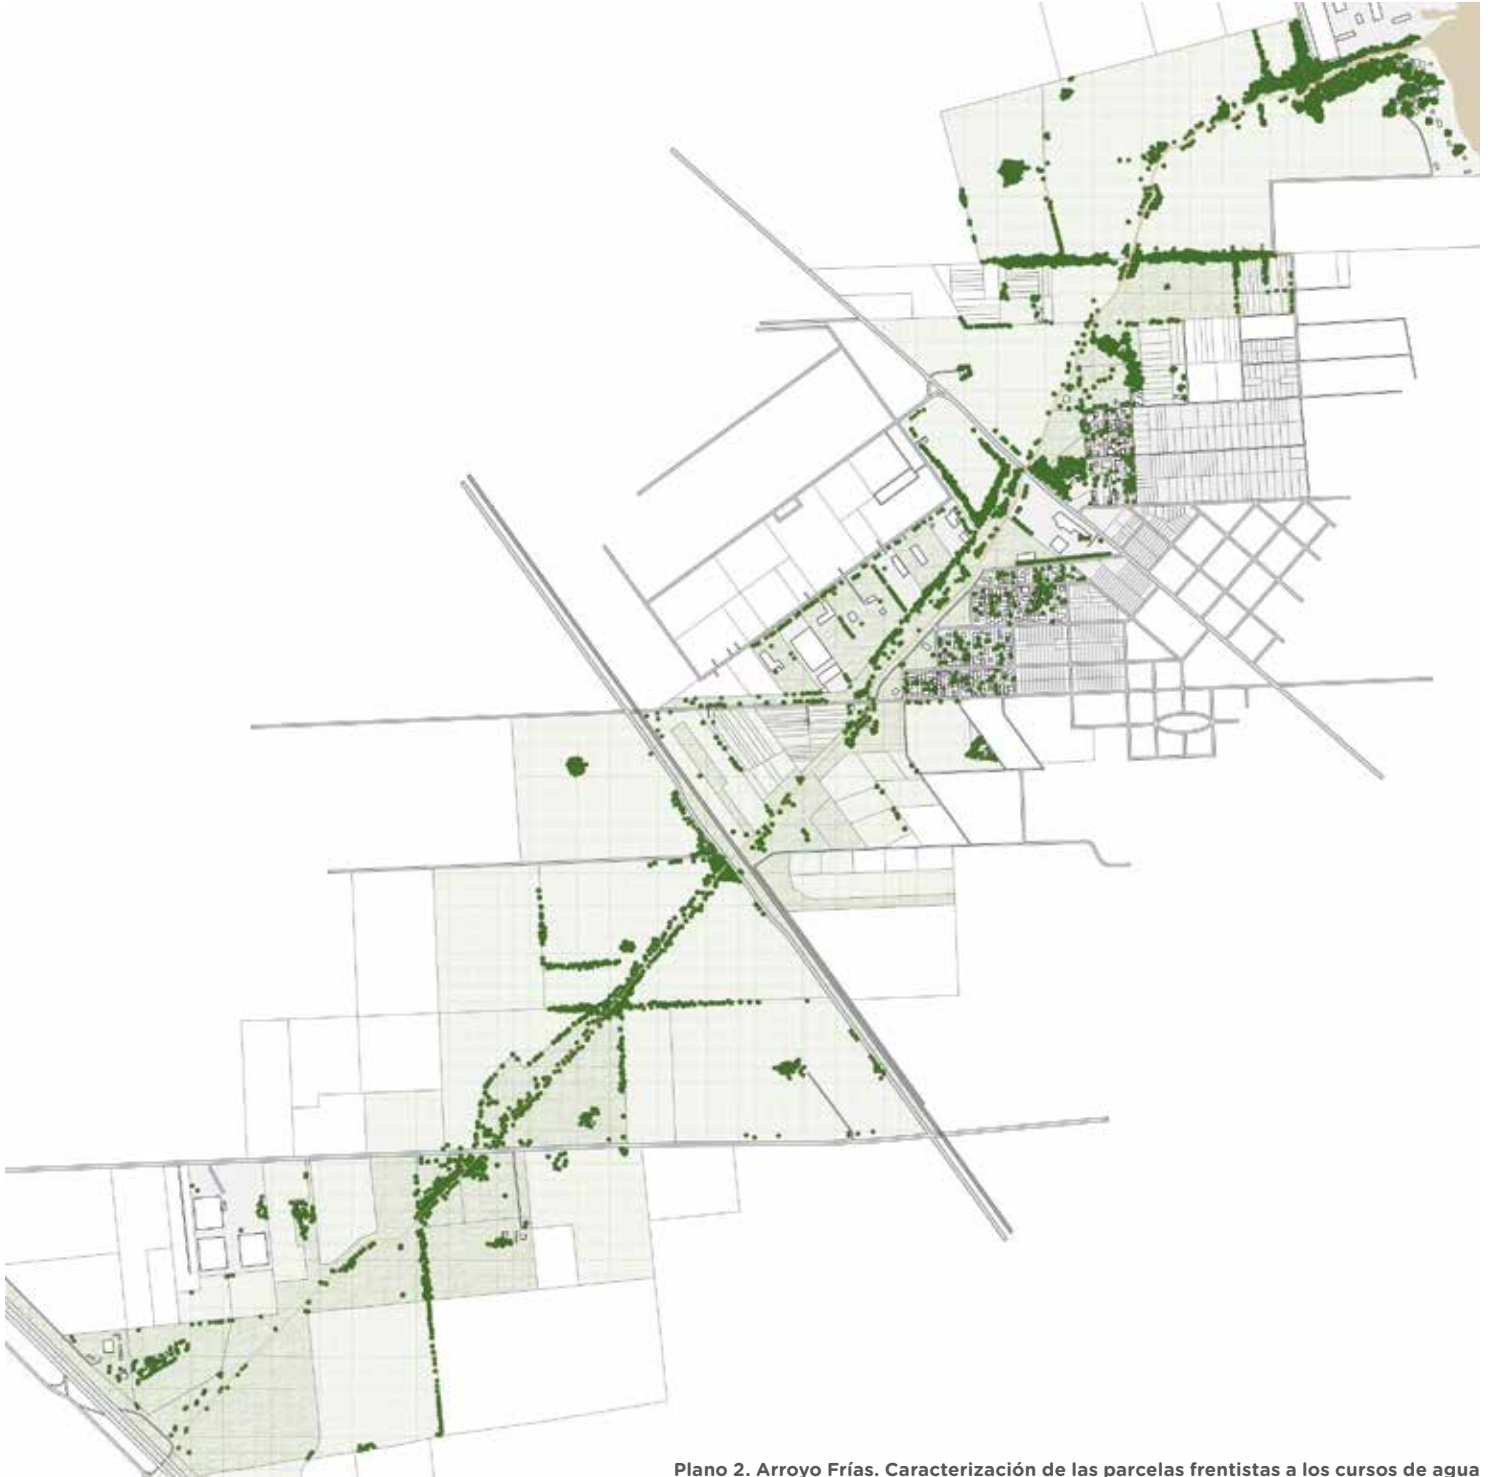 Plano 2. Arroyo Frías. Caracterización de las parcelas frentistas a los cursos de agua